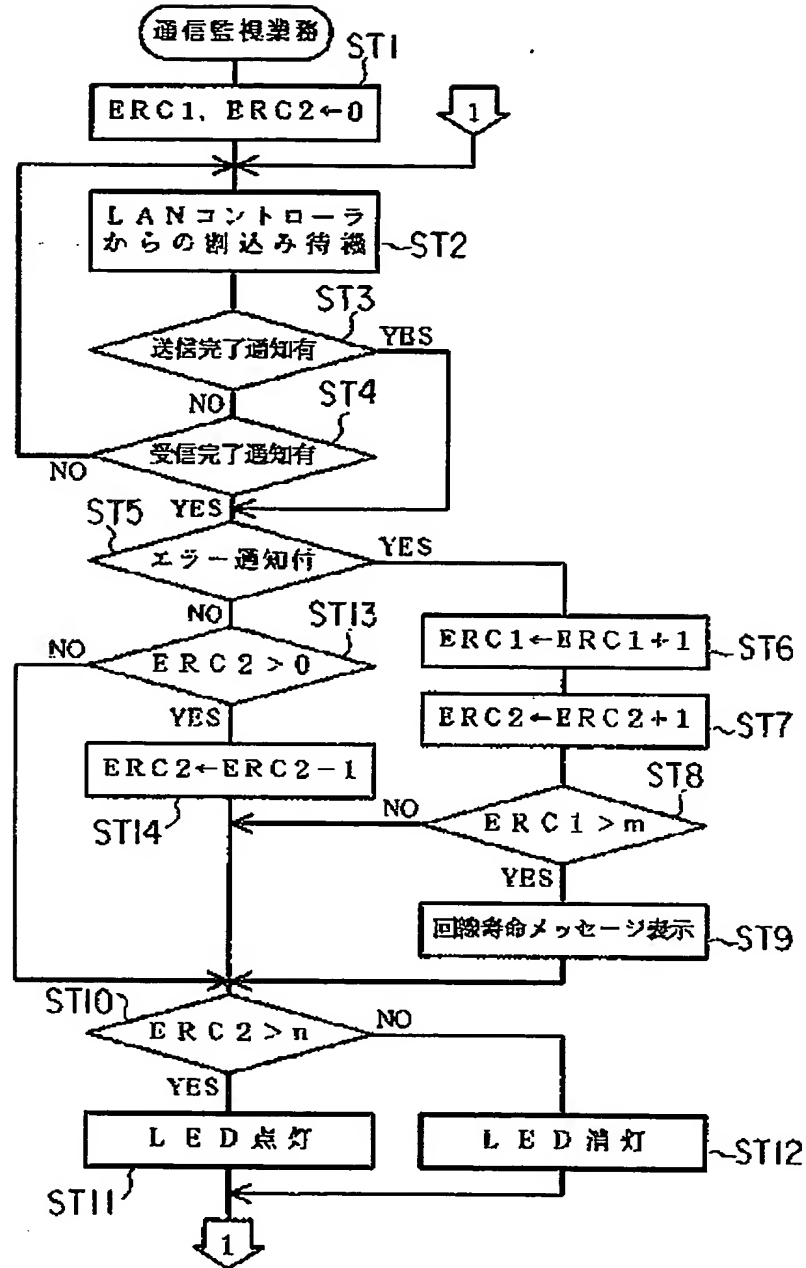 通信監視業務
ST1
ERC1, ERC2←0
1
LANコントローラ
からの割込み待機
ST2
ST3
送信完了通知有
YES
NO
ST4
受信完了通知有
NO
YES
ST5
エラー通知付
YES
NO
ST13
ERC2>0
NO
YES
ERC1←ERC1+1
ST6
ERC2←ERC2+1
ST7
ERC2←ERC2-1
ST14
ST8
ERC1>m
NO
YES
回線寿命メッセージ表示
ST9
ST10
ERC2>n
NO
YES
LED点灯
ST11
LED消灯
ST12
1